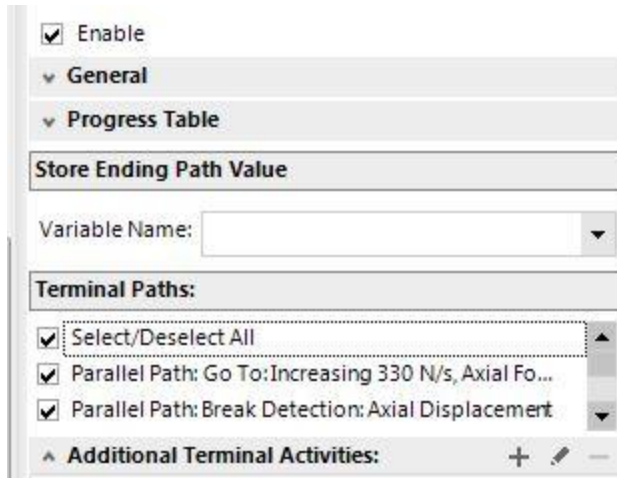 Enable
General
Progress Table
Store Ending Path Value
Variable Name:
Terminal Paths:
Select/Deselect All
Parallel Path: Go To:Increasing 330 N/s, Axial Fo...
Parallel Path: Break Detection: Axial Displacement
Additional Terminal Activities: